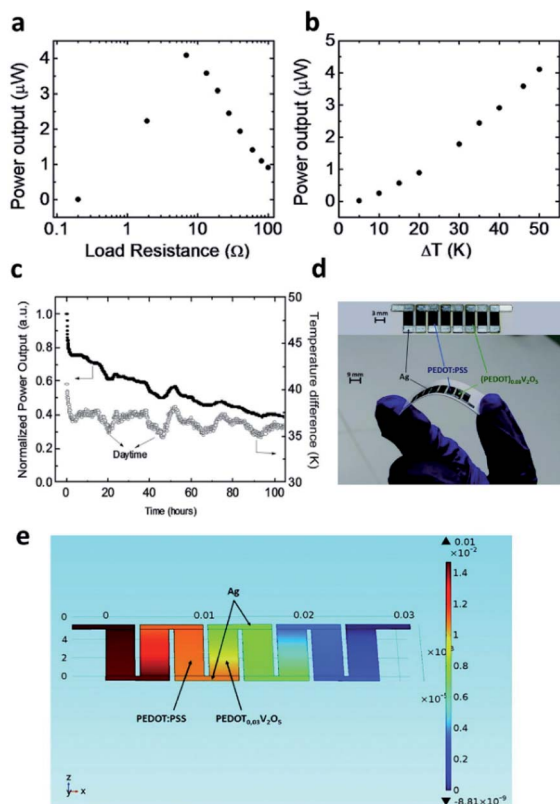 a
Power output (μW)
4
3
2
1
0
0.1 1 10 100
Load Resistance (Ω)
b
Power output (μW)
5
4
3
2
1
0
0 10 20 30 40 50
ΔT (K)
c
Normalized Power Output (a.u.)
1.0
0.8
0.6
0.4
0.2
0.0
Daytime
0 20 40 60 80 100
Time (hours)
50
48
45
43
40
38
35
33
30
Temperature difference (K)
d
3 mm
PEDOT:PSS
(PEDOT)0.03V2O5
Ag
9 mm
e
Ag
0 0 0.01 0.02 0.03
4
2
0
PEDOT:PSS
PEDOT0,03V2O5
z
y x
▲ 0.01
×10⁻²
1.4
1.2
1
0.8
0.6
0.4
0.2
0
▼ -8.81×10⁻⁹